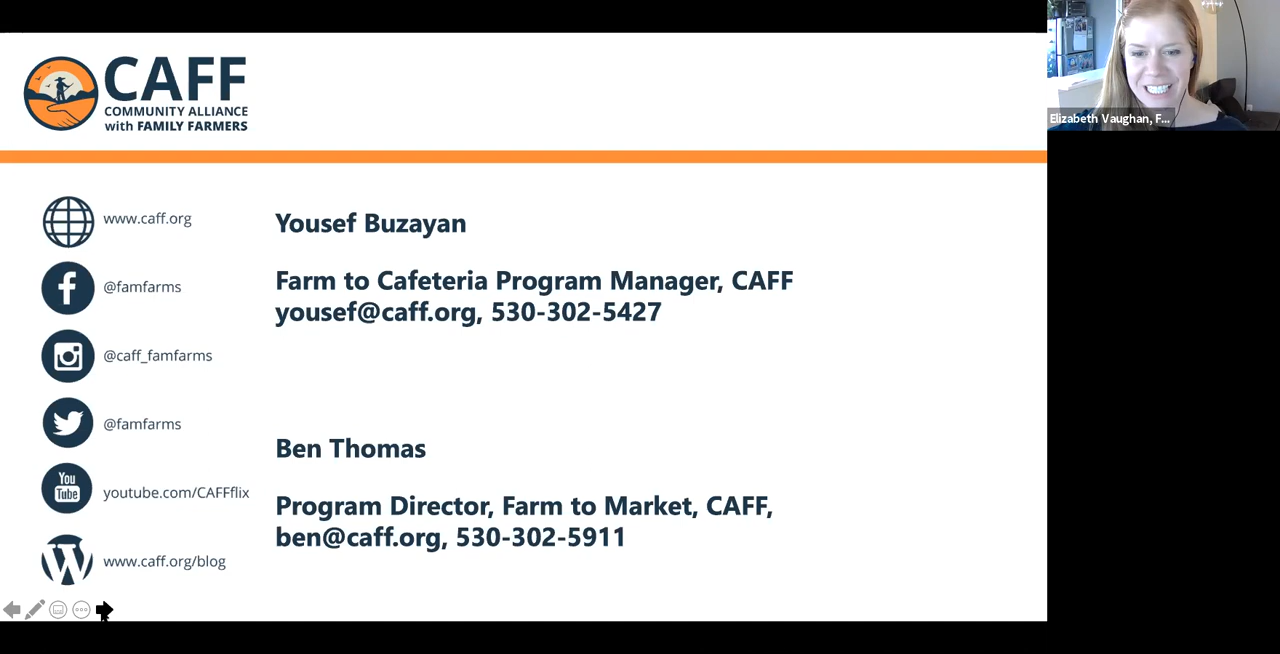 CAFF
COMMUNITY ALLIANCE
with FAMILY FARMERS
www.caff.org
@famfarms
@caff_famfarms
@famfarms
You
Tube
youtube.com/CAFFflix
www.caff.org/blog
Yousef Buzayan
Farm to Cafeteria Program Manager, CAFF
yousef@caff.org, 530-302-5427
Ben Thomas
Program Director, Farm to Market, CAFF,
ben@caff.org, 530-302-5911
Elizabeth Vaughan, F...